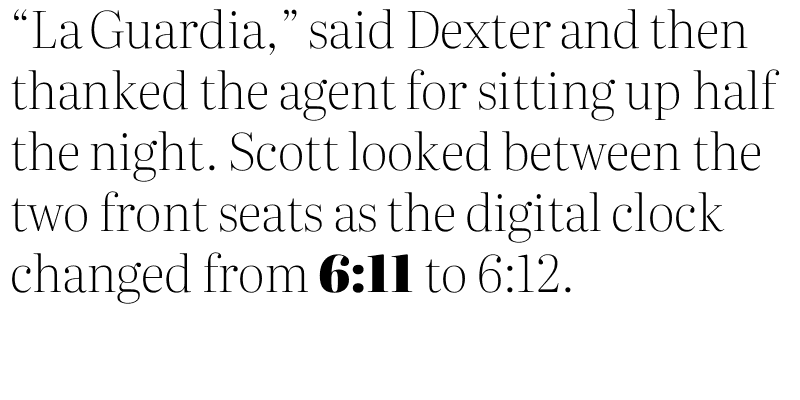 “La Guardia,” said Dexter and then
thanked the agent for sitting up half
the night. Scott looked between the
two front seats as the digital clock
changed from 6:11 to 6:12.